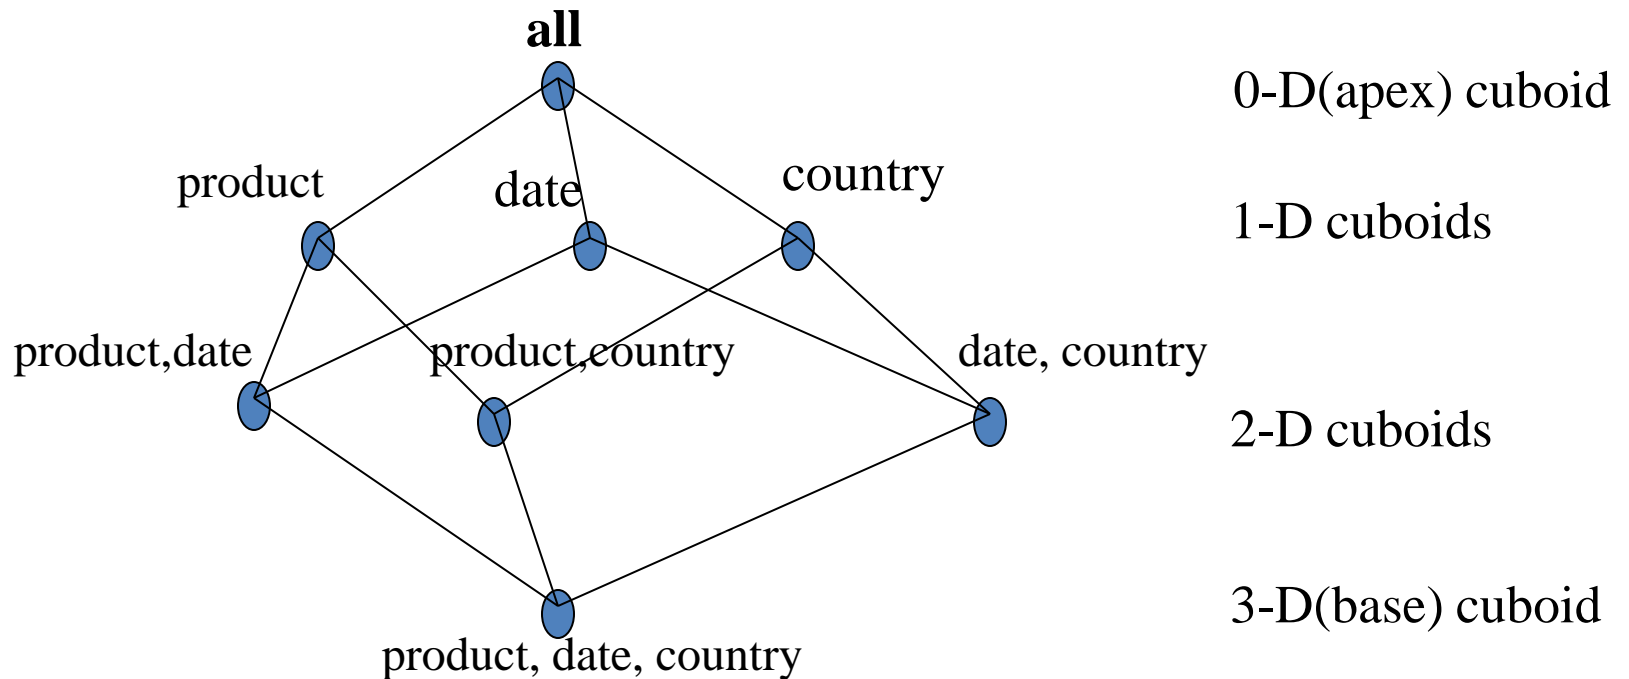 all
0-D(apex) cuboid
product
date
country
1-D cuboids
product,date
product,country
date, country
2-D cuboids
3-D(base) cuboid
product, date, country